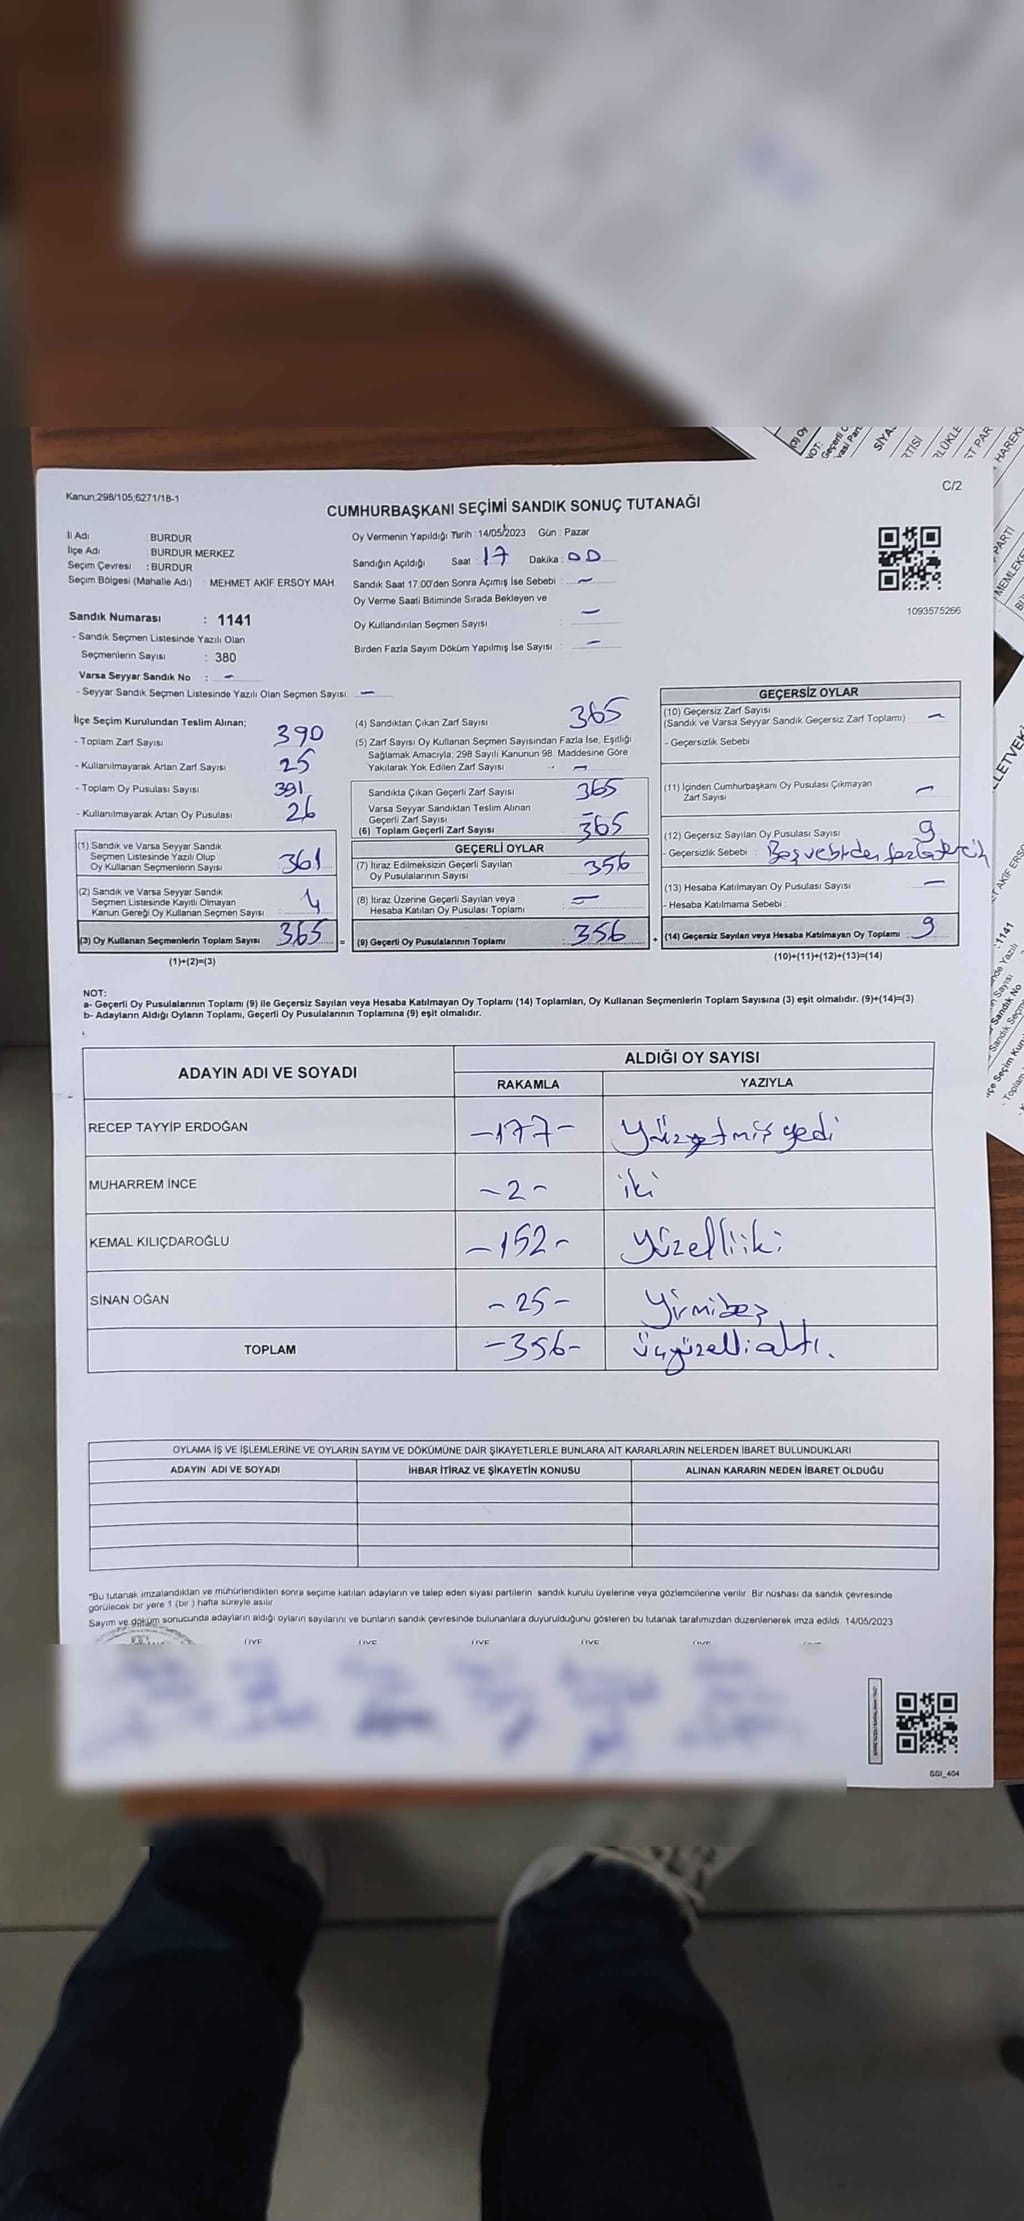 Kanun;298/105;6271/18-1
C/2
CUMHURBAŞKANI SEÇİMİ SANDIK SONUÇ TUTANAĞI
İl Adı : BURDUR
İlçe Adı : BURDUR MERKEZ
Seçim Çevresi : BURDUR
Seçim Bölgesi (Mahalle Adı) : MEHMET AKİF ERSOY MAH.
Sandık Numarası : 1141
- Sandık Seçmen Listesinde Yazılı Olan
Seçmenlerin Sayısı : 380
Varsa Seyyar Sandık No : –
- Seyyar Sandık Seçmen Listesinde Yazılı Olan Seçmen Sayısı: –
Oy Vermenin Yapıldığı Tarih : 14/05/2023 Gün : Pazar
Sandığın Açıldığı Saat : 17 Dakika : 00
Sandık Saat 17:00'den Sonra Açımış İse Sebebi : –
Oy Verme Saati Bitiminde Sırada Bekleyen ve
Oy Kullandırılan Seçmen Sayısı : –
Birden Fazla Sayım Döküm Yapılmış İse Sayısı : –
1093575266
İlçe Seçim Kurulundan Teslim Alınan;
- Toplam Zarf Sayısı 390
- Kullanılmayarak Artan Zarf Sayısı 25
- Toplam Oy Pusulası Sayısı 391
- Kullanılmayarak Artan Oy Pusulası 26
(1) Sandık ve Varsa Seyyar Sandık
Seçmen Listesinde Yazılı Olup
Oy Kullanan Seçmenlerin Sayısı 361
(2) Sandık ve Varsa Seyyar Sandık
Seçmen Listesinde Kayıtlı Olmayan
Kanun Gereği Oy Kullanan Seçmen Sayısı 4
(3) Oy Kullanan Seçmenlerin Toplam Sayısı 365 =
(1)+(2)=(3)
(4) Sandıktan Çıkan Zarf Sayısı 365
(5) Zarf Sayısı Oy Kullanan Seçmen Sayısından Fazla İse, Eşitliği
Sağlamak Amacıyla; 298 Sayılı Kanunun 98. Maddesine Göre
Yakılarak Yok Edilen Zarf Sayısı : –
Sandıkta Çıkan Geçerli Zarf Sayısı 365
Varsa Seyyar Sandıktan Teslim Alınan
Geçerli Zarf Sayısı –
(6) Toplam Geçerli Zarf Sayısı 365
GEÇERLİ OYLAR
(7) İtiraz Edilmeksizin Geçerli Sayılan
Oy Pusulalarının Sayısı : 356
(8) İtiraz Üzerine Geçerli Sayılan veya
Hesaba Katılan Oy Pusulası Toplamı : –
(9) Geçerli Oy Pusulalarının Toplamı : 356 +
GEÇERSİZ OYLAR
(10) Geçersiz Zarf Sayısı
(Sandık ve Varsa Seyyar Sandık Geçersiz Zarf Toplamı) –
- Geçersizlik Sebebi
(11) İçinden Cumhurbaşkanı Oy Pusulası Çıkmayan
Zarf Sayısı –
(12) Geçersiz Sayılan Oy Pusulası Sayısı 9
- Geçersizlik Sebebi : Boş ve birden fazla tercih
(13) Hesaba Katılmayan Oy Pusulası Sayısı –
- Hesaba Katılmama Sebebi :
(14) Geçersiz Sayılan veya Hesaba Katılmayan Oy Toplamı : 9
(10)+(11)+(12)+(13)=(14)
NOT:
a- Geçerli Oy Pusulalarının Toplamı (9) ile Geçersiz Sayılan veya Hesaba Katılmayan Oy Toplamı (14) Toplamları, Oy Kullanan Seçmenlerin Toplam Sayısına (3) eşit olmalıdır. (9)+(14)=(3)
b- Adayların Aldığı Oyların Toplamı, Geçerli Oy Pusulalarının Toplamına (9) eşit olmalıdır.
ADAYIN ADI VE SOYADI
ALDIĞI OY SAYISI
RAKAMLA YAZIYLA
RECEP TAYYİP ERDOĞAN –177– Yüzyetmişyedi
MUHARREM İNCE –2– iki
KEMAL KILIÇDAROĞLU –152– Yüzelliiki
SİNAN OĞAN –25– Yirmibeş
TOPLAM –356– üçyüzellialtı.
OYLAMA İŞ VE İŞLEMLERİNE VE OYLARIN SAYIM VE DÖKÜMÜNE DAİR ŞİKAYETLERLE BUNLARA AİT KARARLARIN NELERDEN İBARET BULUNDUKLARI
ADAYIN ADI VE SOYADI İHBAR İTİRAZ VE ŞİKAYETİN KONUSU ALINAN KARARIN NEDEN İBARET OLDUĞU
*Bu tutanak imzalandıktan ve mühürlendikten sonra seçime katılan adayların ve talep eden siyasi partilerin sandık kurulu üyelerine veya gözlemcilerine verilir. Bir nüshası da sandık çevresinde
görülecek bir yere 1 (bir ) hafta süreyle asılır
Sayım ve döküm sonucunda adayların aldığı oyların sayılarını ve bunların sandık çevresinde bulunanlara duyurulduğunu gösteren bu tutanak tarafımızdan düzenlenerek imza edildi. 14/05/2023
ÜYE ÜYE ÜYE ÜYE ÜYE
SGI_404